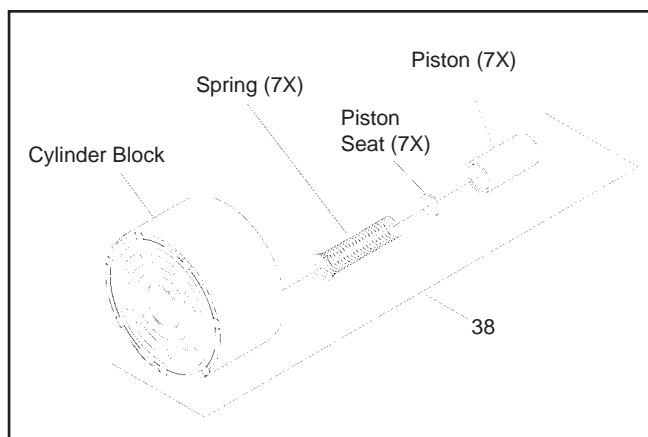 Piston (7X)
Spring (7X)
Piston
Seat (7X)
Cylinder Block
38